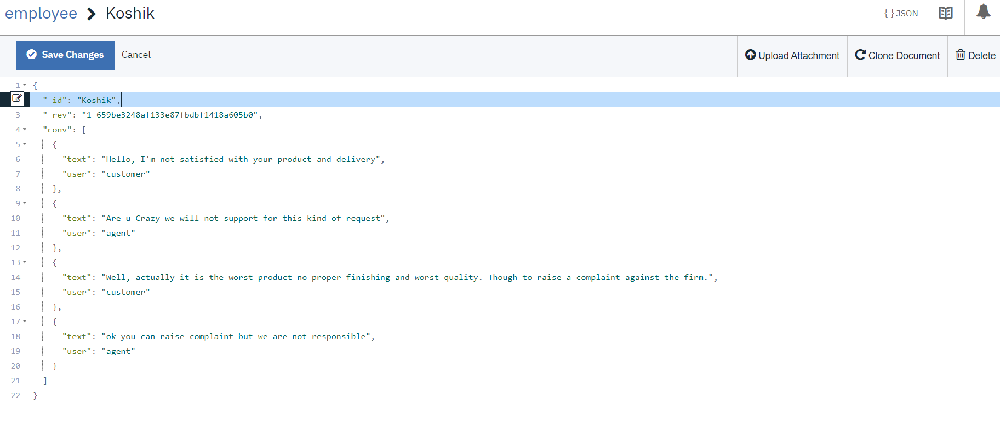 employee > Koshik
{ } JSON
Save Changes Cancel Upload Attachment Clone Document Delete
1 {
"_id": "Koshik",
3 "_rev": "1-659be3248af133e87fbdbf1418a605b0",
4 "conv": [
5 {
6 "text": "Hello, I'm not satisfied with your product and delivery",
7 "user": "customer"
8 },
9 {
10 "text": "Are u Crazy we will not support for this kind of request",
11 "user": "agent"
12 },
13 {
14 "text": "Well, actually it is the worst product no proper finishing and worst quality. Though to raise a complaint against the firm.",
15 "user": "customer"
16 },
17 {
18 "text": "ok you can raise complaint but we are not responsible",
19 "user": "agent"
20 }
21 ]
22 }